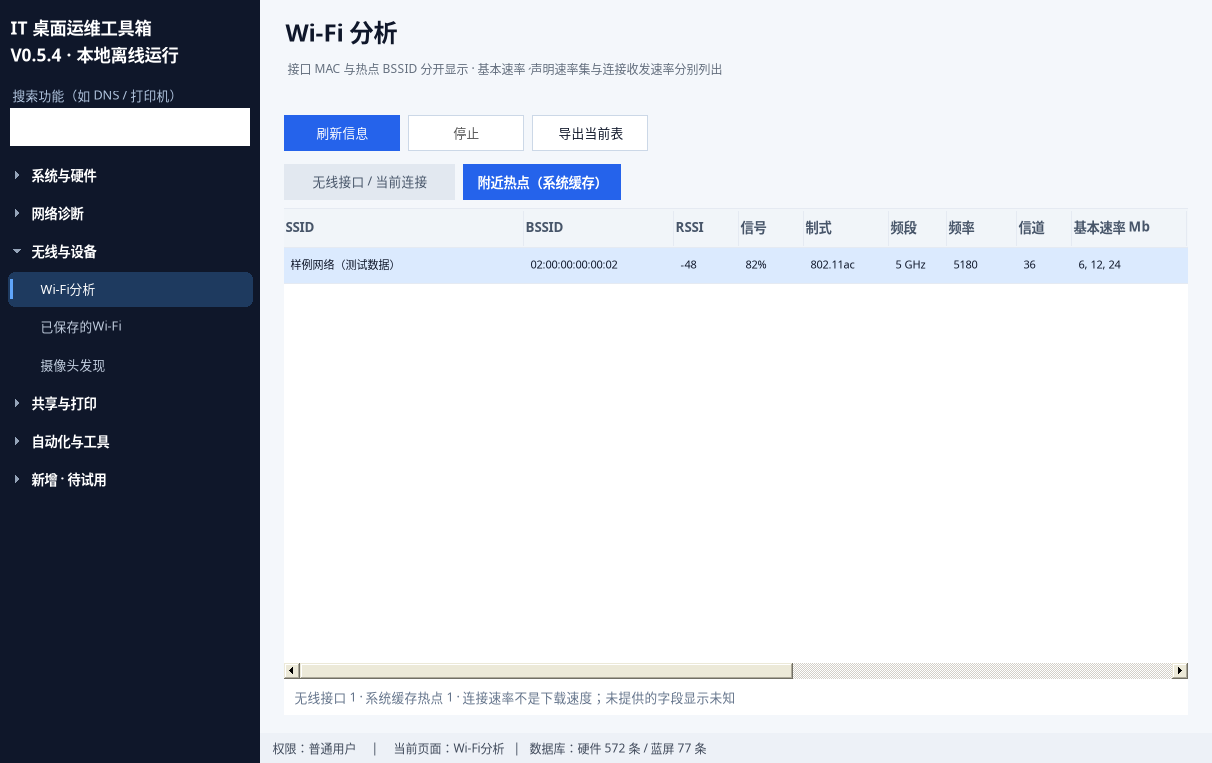 IT 桌面运维工具箱
V0.5.4 · 本地离线运行
搜索功能（如 DNS / 打印机）
系统与硬件
网络诊断
无线与设备
Wi-Fi分析
已保存的Wi-Fi
摄像头发现
共享与打印
自动化与工具
新增 · 待试用
Wi-Fi 分析
接口 MAC 与热点 BSSID 分开显示 · 基本速率 ·声明速率集与连接收发速率分别列出
刷新信息 停止 导出当前表
无线接口 / 当前连接 附近热点（系统缓存）
SSID BSSID RSSI 信号 制式 频段 频率 信道 基本速率 Mb
样例网络（测试数据） 02:00:00:00:00:02 -48 82% 802.11ac 5 GHz 5180 36 6, 12, 24
无线接口 1 · 系统缓存热点 1 · 连接速率不是下载速度；未提供的字段显示未知
权限：普通用户 | 当前页面：Wi-Fi分析 | 数据库：硬件 572 条 / 蓝屏 77 条